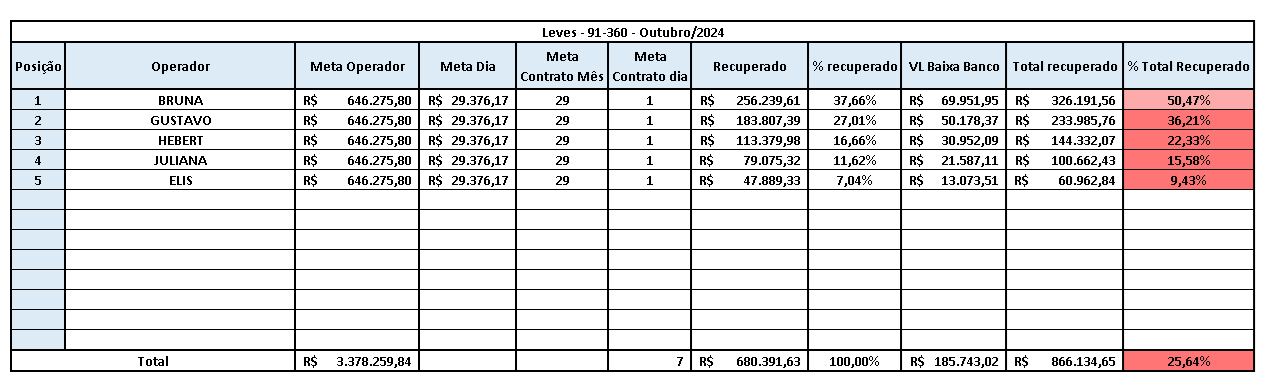 Leves - 91-360 - Outubro/2024
Posição Operador Meta Operador Meta Dia Meta Contrato Mês Meta Contrato dia Recuperado % recuperado VL Baixa Banco Total recuperado % Total Recuperado
1 BRUNA R$ 646.275,80 R$ 29.376,17 29 1 R$ 256.239,61 37,66% R$ 69.951,95 R$ 326.191,56 50,47%
2 GUSTAVO R$ 646.275,80 R$ 29.376,17 29 1 R$ 183.807,39 27,01% R$ 50.178,37 R$ 233.985,76 36,21%
3 HEBERT R$ 646.275,80 R$ 29.376,17 29 1 R$ 113.379,98 16,66% R$ 30.952,09 R$ 144.332,07 22,33%
4 JULIANA R$ 646.275,80 R$ 29.376,17 29 1 R$ 79.075,32 11,62% R$ 21.587,11 R$ 100.662,43 15,58%
5 ELIS R$ 646.275,80 R$ 29.376,17 29 1 R$ 47.889,33 7,04% R$ 13.073,51 R$ 60.962,84 9,43%
Total R$ 3.378.259,84 7 R$ 680.391,63 100,00% R$ 185.743,02 R$ 866.134,65 25,64%